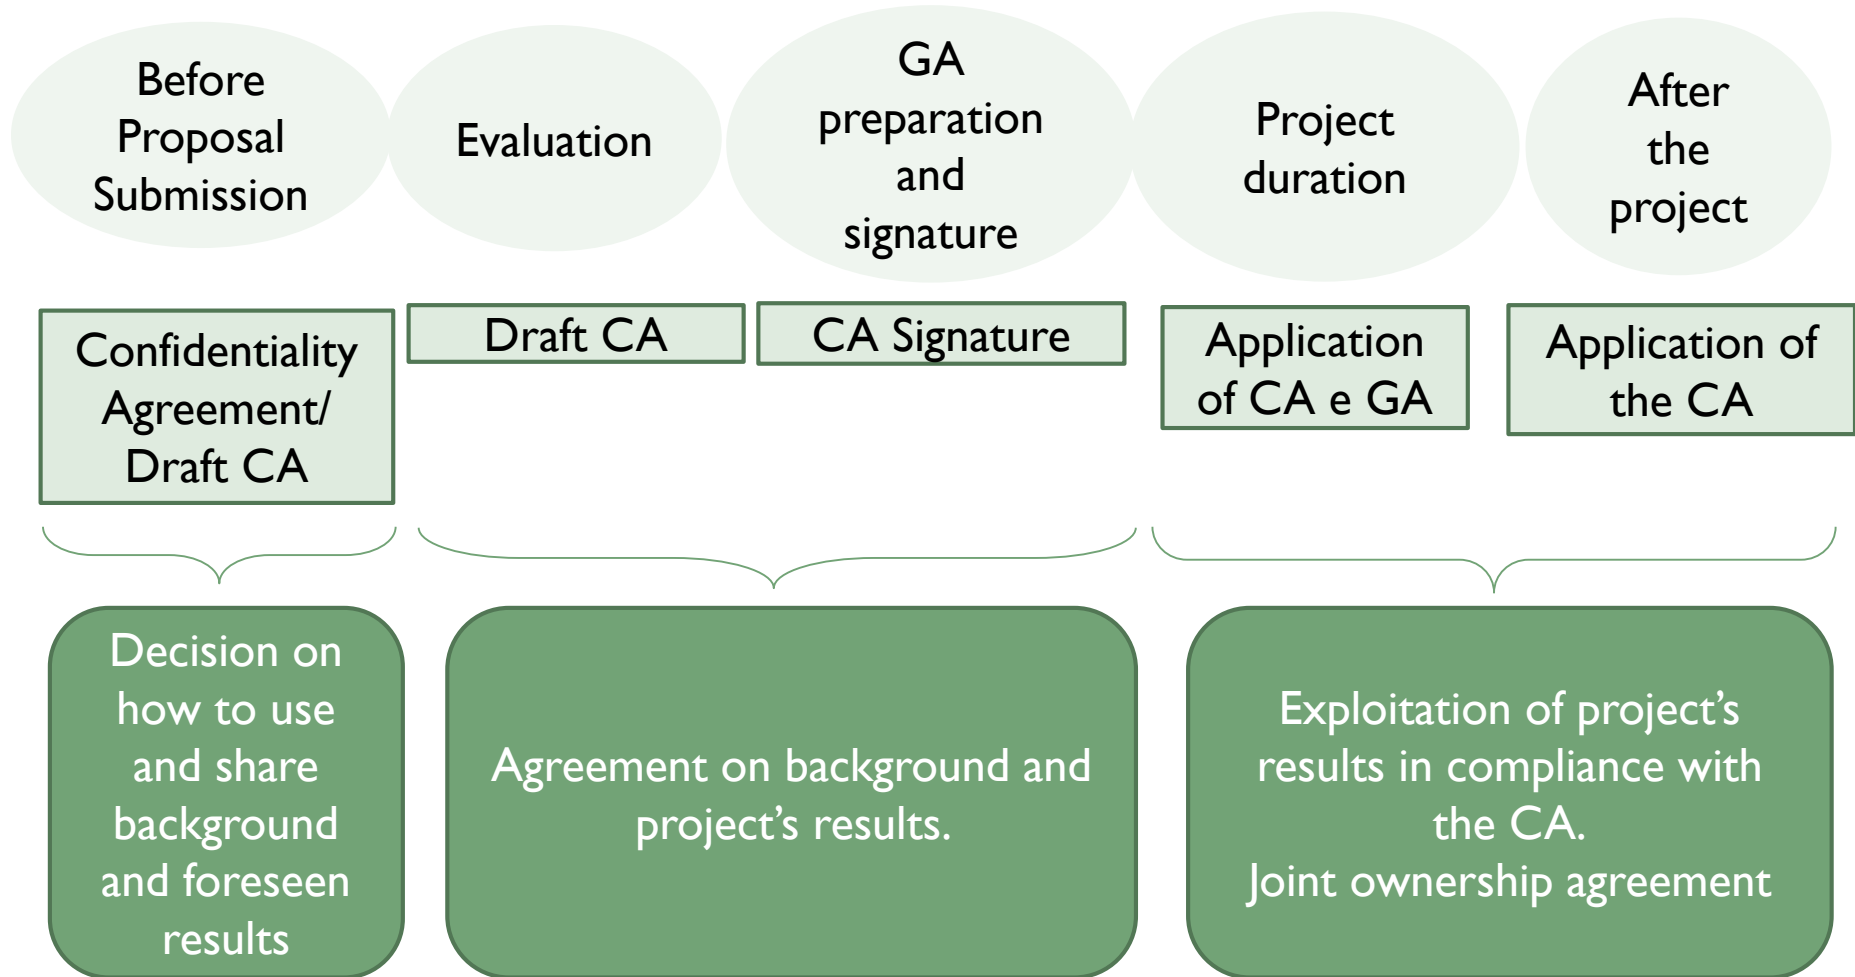 Before
Proposal
Submission
Evaluation
GA
preparation
and
signature
Project
duration
After
the
project
Confidentiality
Agreement/
Draft CA
Draft CA
CA Signature
Application
of CA e GA
Application of
the CA
Decision on
how to use
and share
background
and foreseen
results
Agreement on background and
project’s results.
Exploitation of project’s
results in compliance with
the CA.
Joint ownership agreement